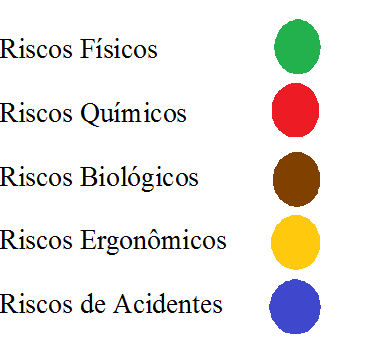 Riscos Físicos
Riscos Químicos
Riscos Biológicos
Riscos Ergonômicos
Riscos de Acidentes